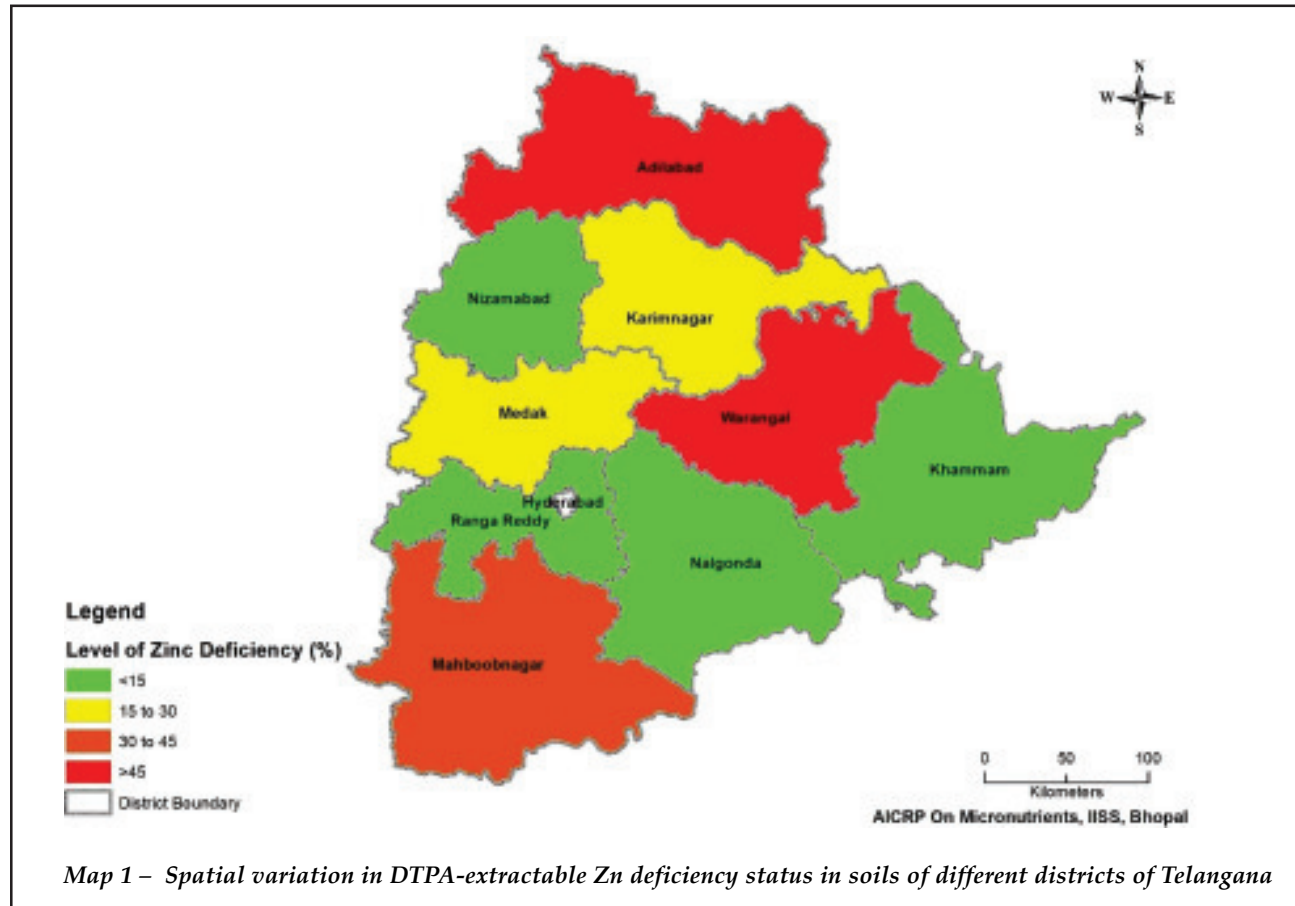 N
W E
S
Adilabad
Nizamabad
Karimnagar
Medak
Warangal
Khammam
Hyderabad
Ranga Reddy
Nalgonda
Mahboobnagar
Legend
Level of Zinc Deficiency (%)
<15
15 to 30
30 to 45
>45
District Boundary
0 50 100
Kilometers
AICRP On Micronutrients, IISS, Bhopal
Map 1 – Spatial variation in DTPA-extractable Zn deficiency status in soils of different districts of Telangana